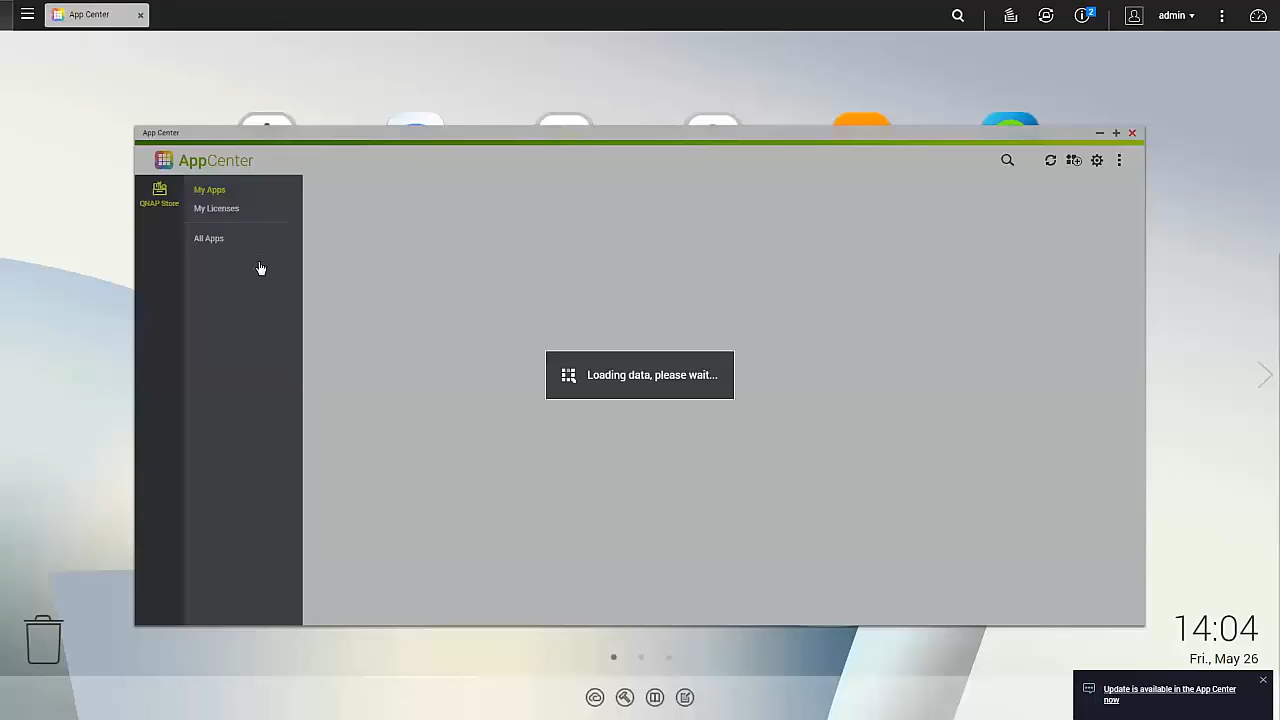 App Center
2
admin
App Center
AppCenter
QNAP Store
My Apps
My Licenses
All Apps
Loading data, please wait...
14:04
Fri., May 26
Update is available in the App Center
now